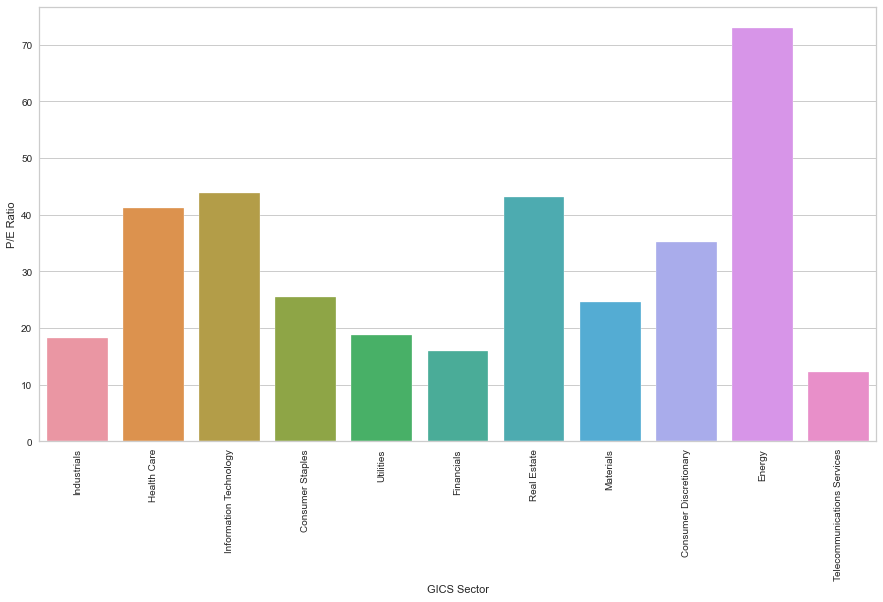 P/E Ratio
70
60
50
40
30
20
10
0
Industrials
Health Care
Information Technology
Consumer Staples
Utilities
Financials
Real Estate
Materials
Consumer Discretionary
Energy
Telecommunications Services
GICS Sector